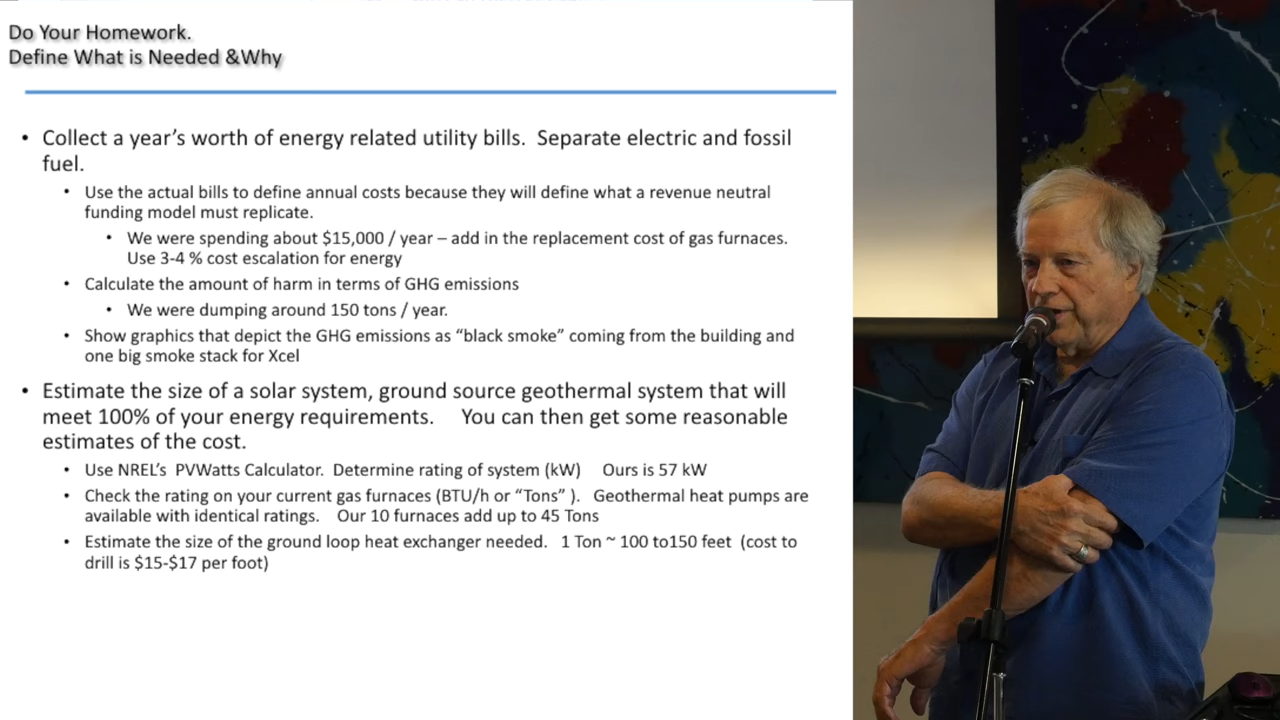 Do Your Homework.
Define What is Needed &Why
• Collect a year's worth of energy related utility bills.  Separate electric and fossil
fuel.
• Use the actual bills to define annual costs because they will define what a revenue neutral
funding model must replicate.
• We were spending about $15,000 / year – add in the replacement cost of gas furnaces.
Use 3-4 % cost escalation for energy
• Calculate the amount of harm in terms of GHG emissions
• We were dumping around 150 tons / year.
• Show graphics that depict the GHG emissions as “black smoke” coming from the building and
one big smoke stack for Xcel
• Estimate the size of a solar system, ground source geothermal system that will
meet 100% of your energy requirements.    You can then get some reasonable
estimates of the cost.
• Use NREL's  PVWatts Calculator.  Determine rating of system (kW)    Ours is 57 kW
• Check the rating on your current gas furnaces (BTU/h or “Tons” ).   Geothermal heat pumps are
available with identical ratings.    Our 10 furnaces add up to 45 Tons
• Estimate the size of the ground loop heat exchanger needed.   1 Ton ~ 100 to150 feet  (cost to
drill is $15-$17 per foot)